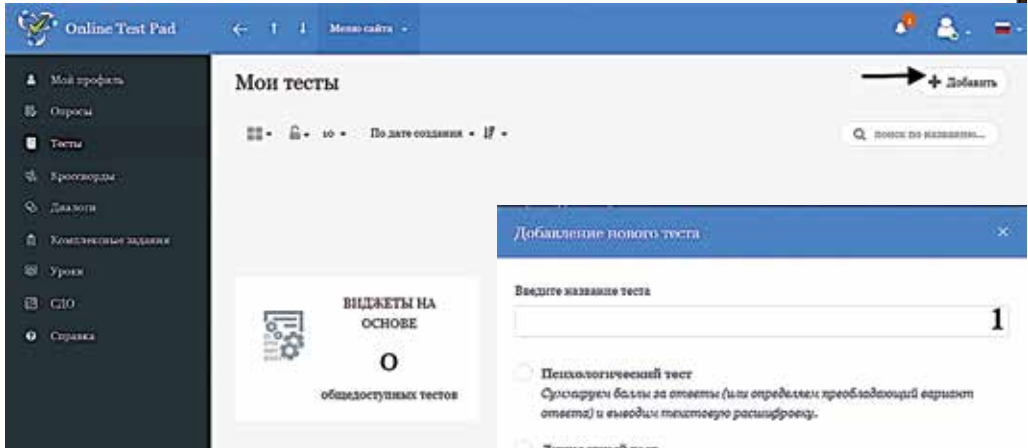 Online Test Pad
Меню сайта
Мой профиль
Опросы
Тесты
Кроссворды
Диалоги
Комплексные задания
Уроки
СДО
Справка
Мои тесты
Добавить
10 По дате создания
поиск по названию...
ВИДЖЕТЫ НА
ОСНОВЕ
0
общедоступных тестов
Добавление нового теста
Введите название теста
1
Психологический тест
Суммируем баллы за ответы (или определяем преобладающий вариант
ответа) и выводим текстовую расшифровку.